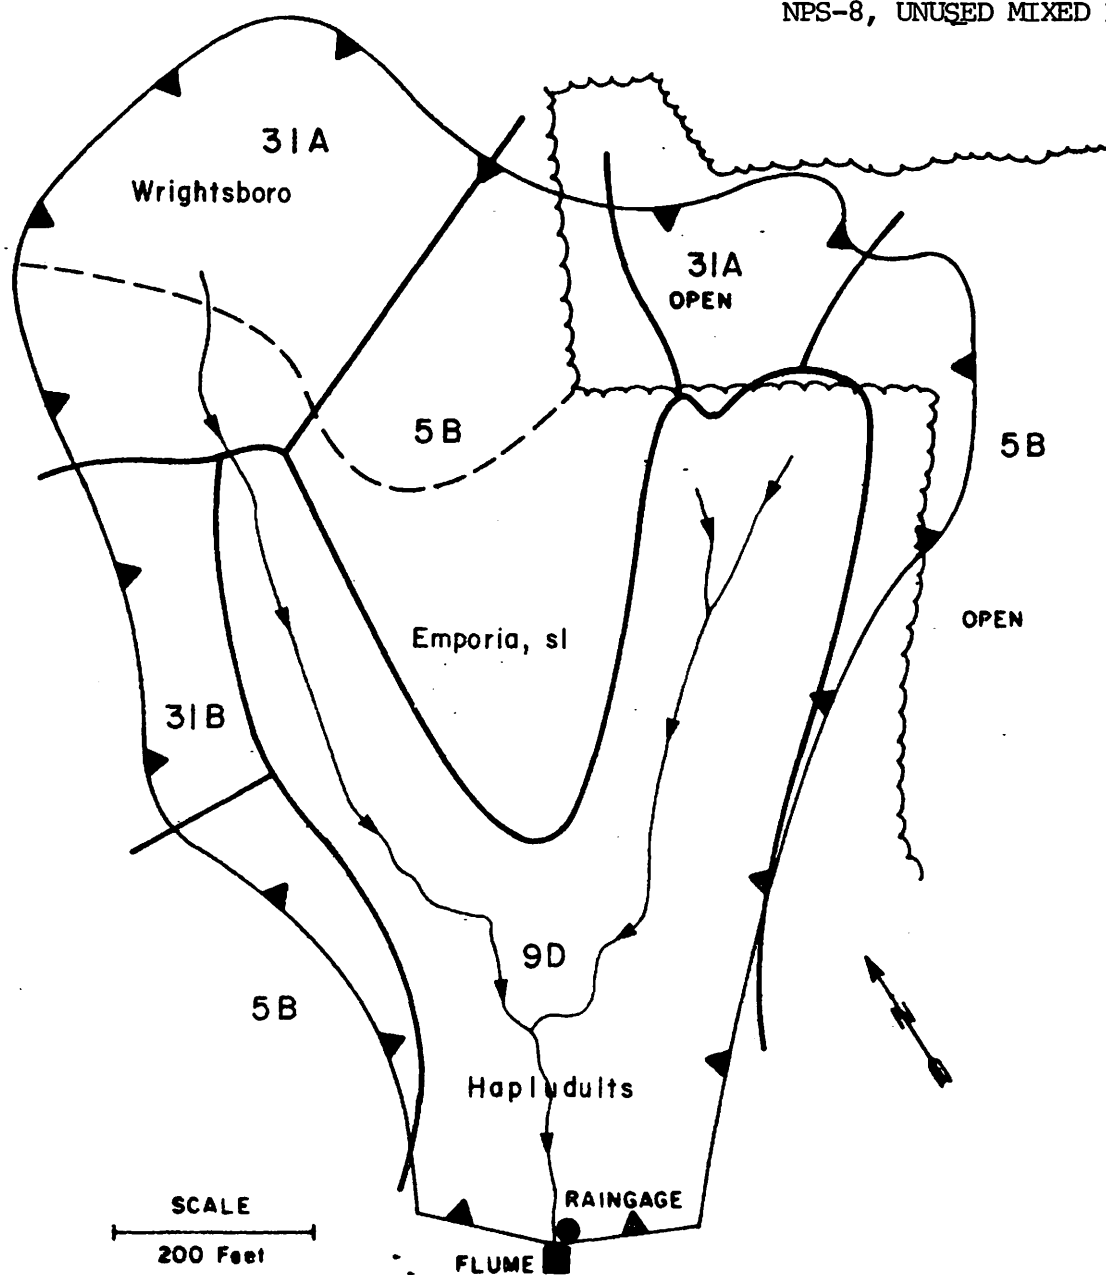 NPS-8, UNUSED MIXED
31A
Wrightsboro
31A
OPEN
5B
5B
OPEN
Emporia, sl
31B
9D
5B
Hapludults
SCALE
200 Feet
RAINGAGE
FLUME
N